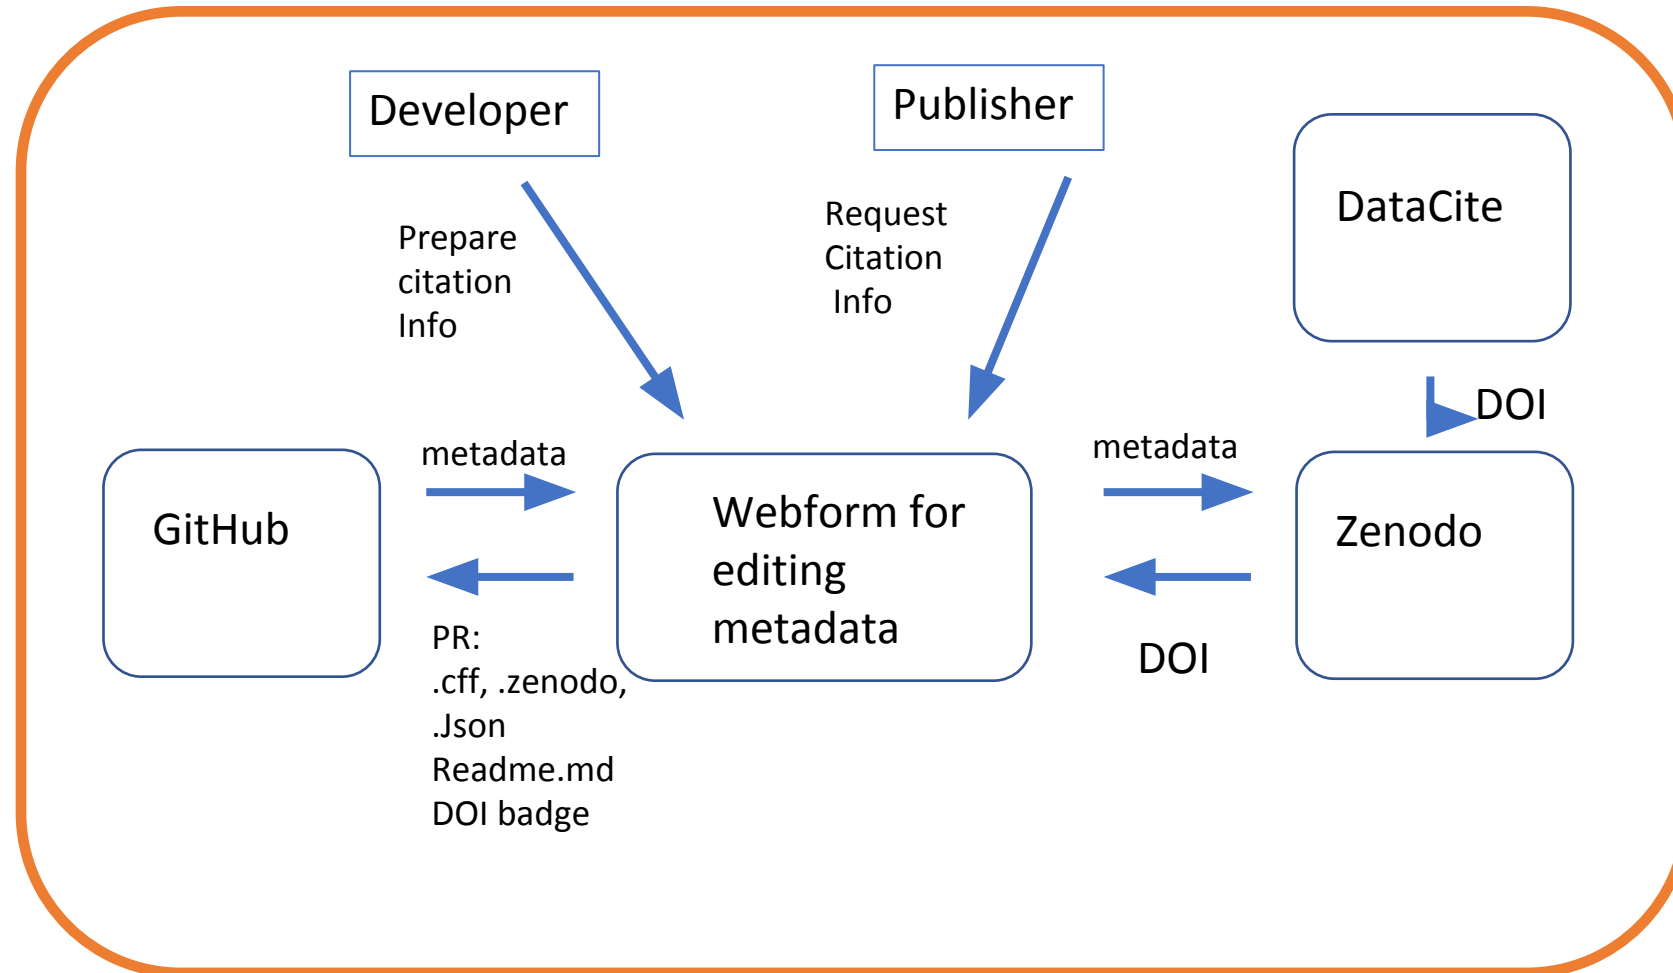 Developer
Publisher
DataCite
Prepare
citation
Info
Request
Citation
Info
DOI
metadata
metadata
GitHub
Webform for
editing
metadata
Zenodo
PR:
.cff, .zenodo,
.Json
Readme.md
DOI badge
DOI